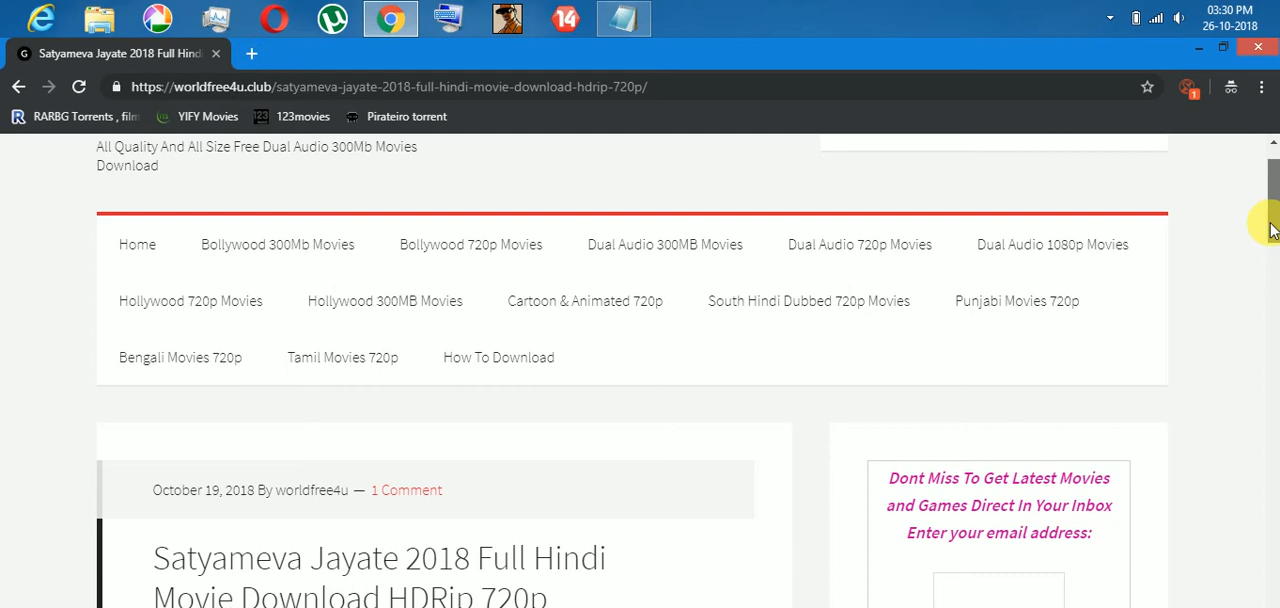 14
03:30 PM
26-10-2018
G Satyameva Jayate 2018 Full Hindi
https://worldfree4u.club/satyameva-jayate-2018-full-hindi-movie-download-hdrip-720p/
1
R RARBG Torrents , film
YIFY Movies
123 123movies
Pirateiro torrent
All Quality And All Size Free Dual Audio 300Mb Movies
Download
Home
Bollywood 300Mb Movies
Bollywood 720p Movies
Dual Audio 300MB Movies
Dual Audio 720p Movies
Dual Audio 1080p Movies
Hollywood 720p Movies
Hollywood 300MB Movies
Cartoon & Animated 720p
South Hindi Dubbed 720p Movies
Punjabi Movies 720p
Bengali Movies 720p
Tamil Movies 720p
How To Download
October 19, 2018 By worldfree4u — 1 Comment
Satyameva Jayate 2018 Full Hindi
Movie Download HDRip 720p
Dont Miss To Get Latest Movies
and Games Direct In Your Inbox
Enter your email address: